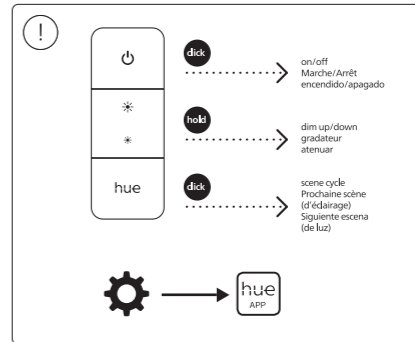 !
click
on/off
Marche/Arrêt
encendido/apagado
hold
dim up/down
gradateur
atenuar
hue
click
scene cycle
Prochaine scène
(d'éclairage)
Siguiente escena
(de luz)
hue
APP